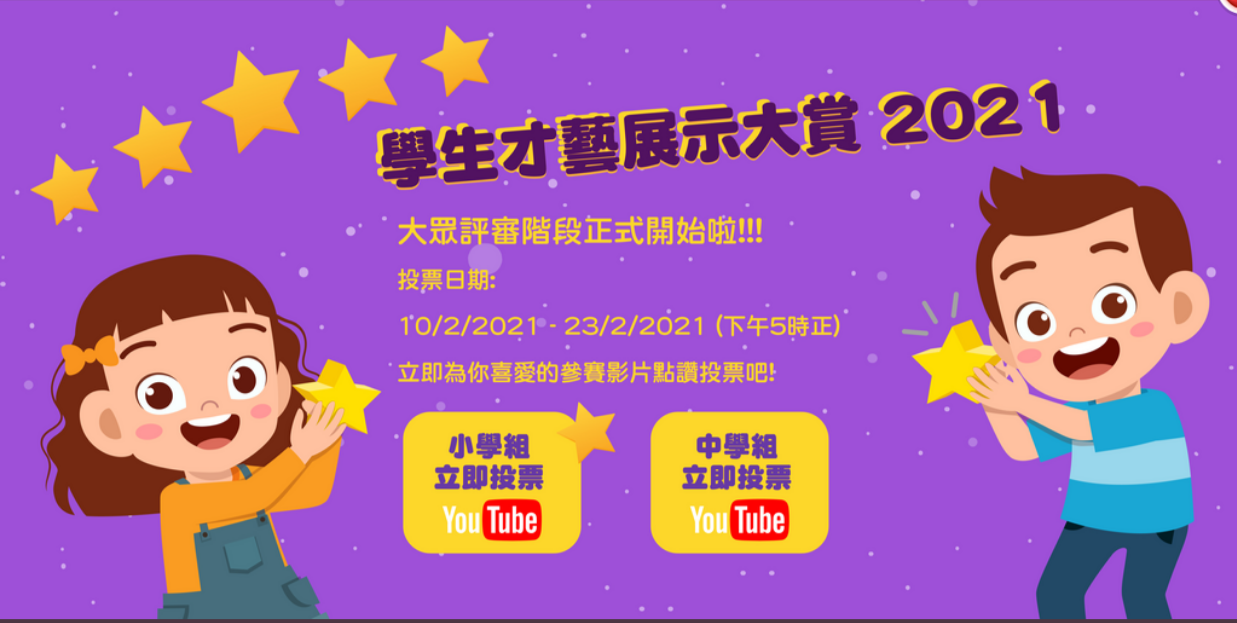 學生才藝展示大賞 2021
大眾評審階段正式開始啦!!!
投票日期:
10/2/2021 - 23/2/2021 (下午5時正)
立即為你喜愛的參賽影片點讚投票吧!
小學組
立即投票
YouTube
中學組
立即投票
YouTube